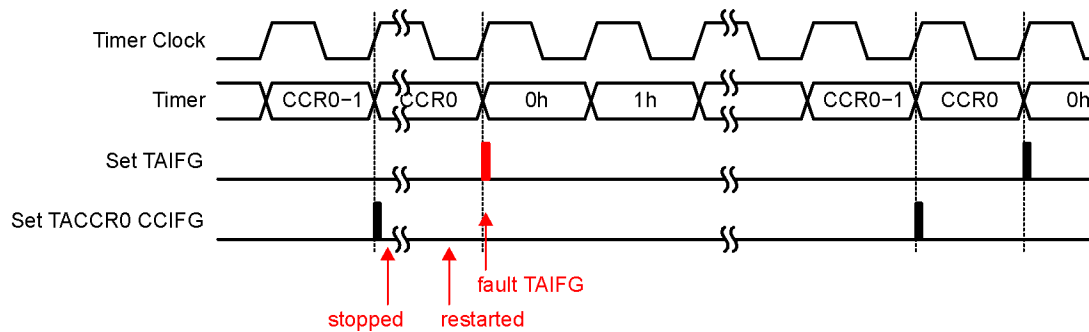 Timer Clock
Timer CCR0−1 CCR0 0h 1h CCR0−1 CCR0 0h
Set TAIFG
Set TACCR0 CCIFG
fault TAIFG
stopped restarted